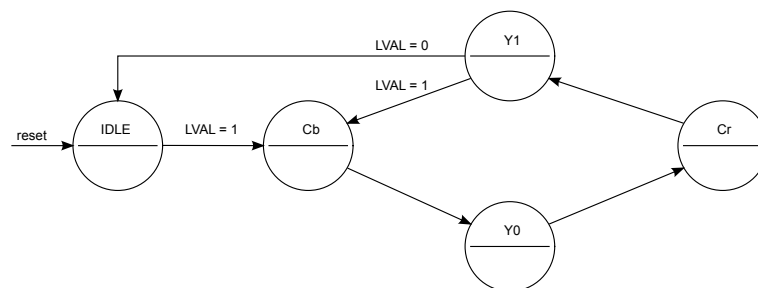 Y1
LVAL = 0
LVAL = 1
IDLE
LVAL = 1
Cb
Cr
reset
Y0